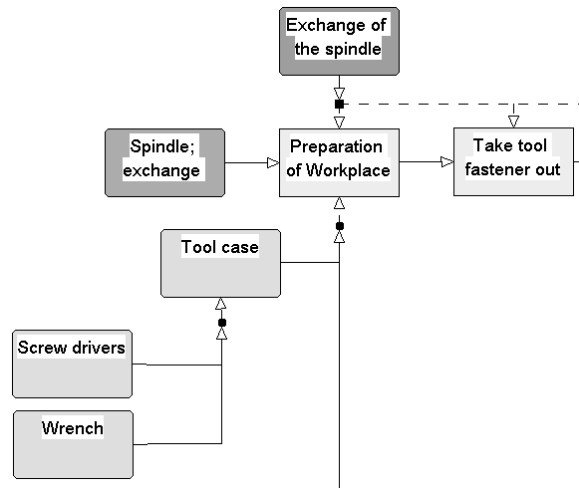 Exchange of
the spindle
Spindle;
exchange
Preparation
of Workplace
Take tool
fastener out
Tool case
Screw drivers
Wrench